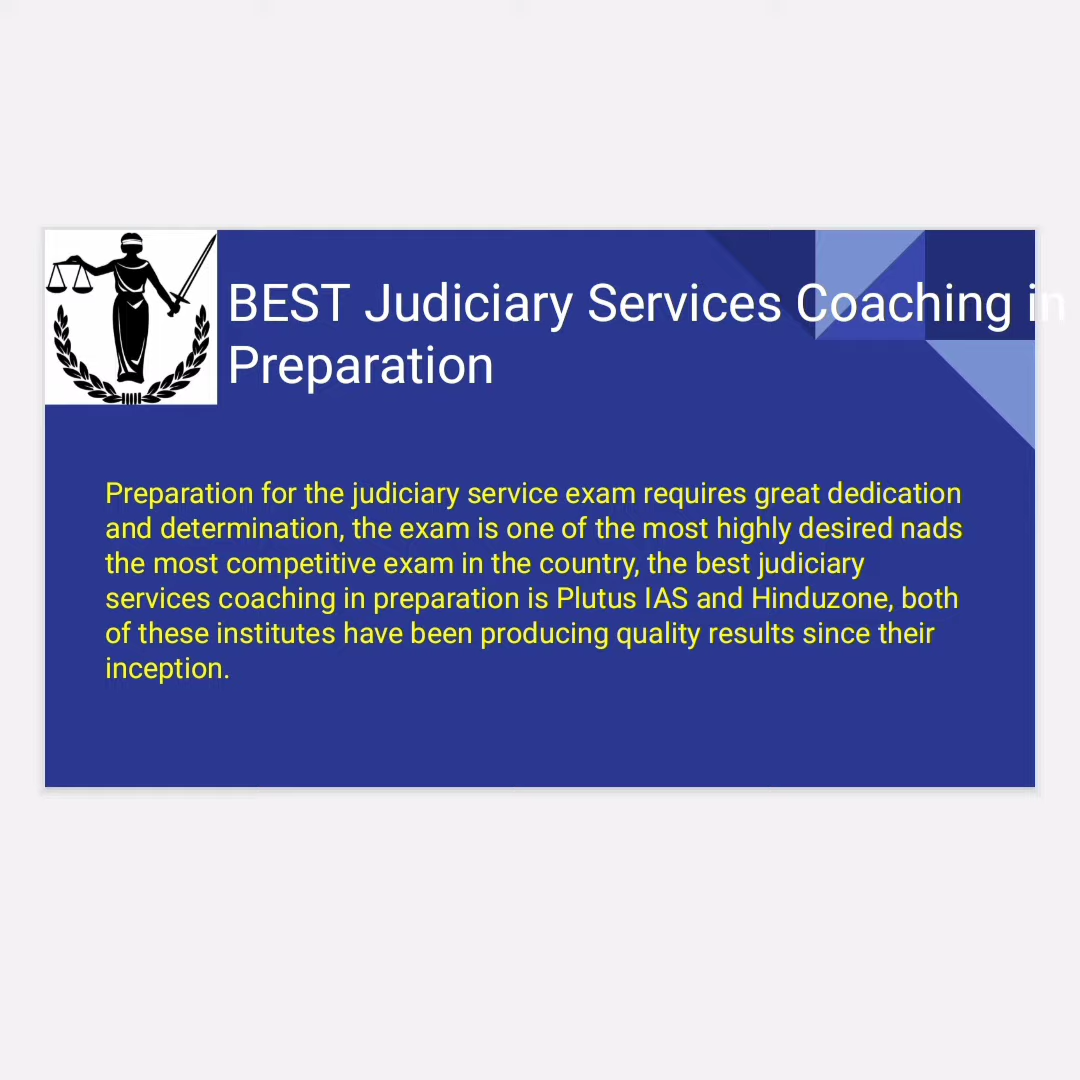 BEST Judiciary Services Coaching in
Preparation
Preparation for the judiciary service exam requires great dedication
and determination, the exam is one of the most highly desired nads
the most competitive exam in the country, the best judiciary
services coaching in preparation is Plutus IAS and Hinduzone, both
of these institutes have been producing quality results since their
inception.